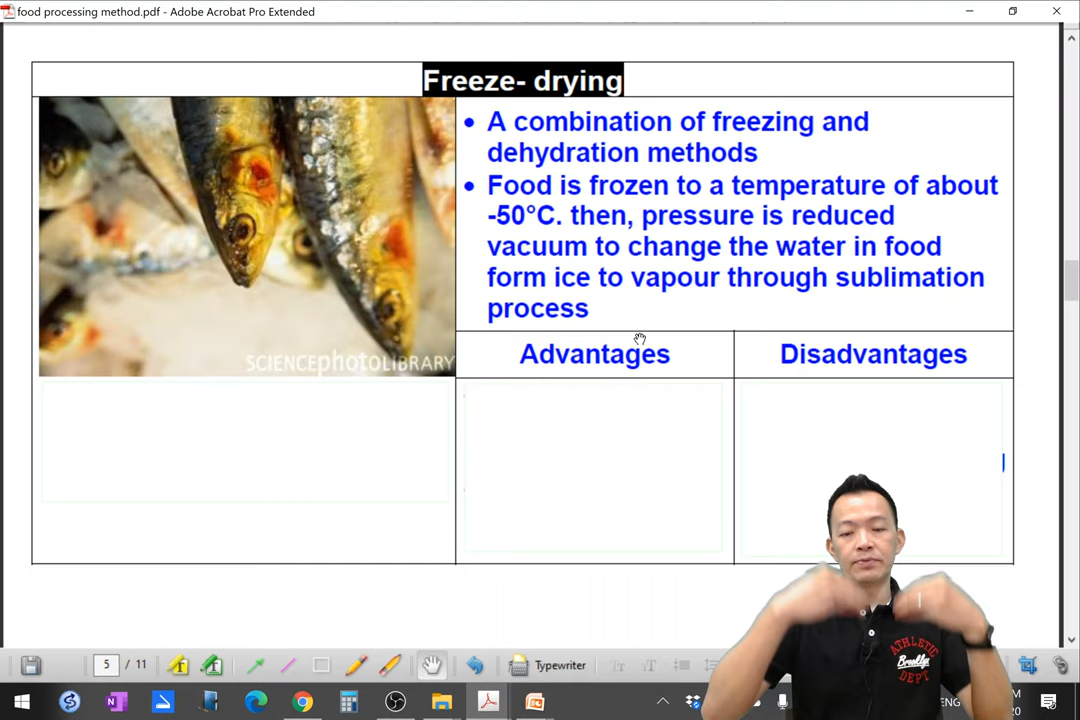 food processing method.pdf - Adobe Acrobat Pro Extended
Freeze- drying
• A combination of freezing and
dehydration methods
• Food is frozen to a temperature of about
-50°C. then, pressure is reduced
vacuum to change the water in food
form ice to vapour through sublimation
process
SCIENCEphotoLIBRARY
Advantages
Disadvantages
ATHLETIC
Brooklyn
DEPT
5 / 11
Typewriter
ENG